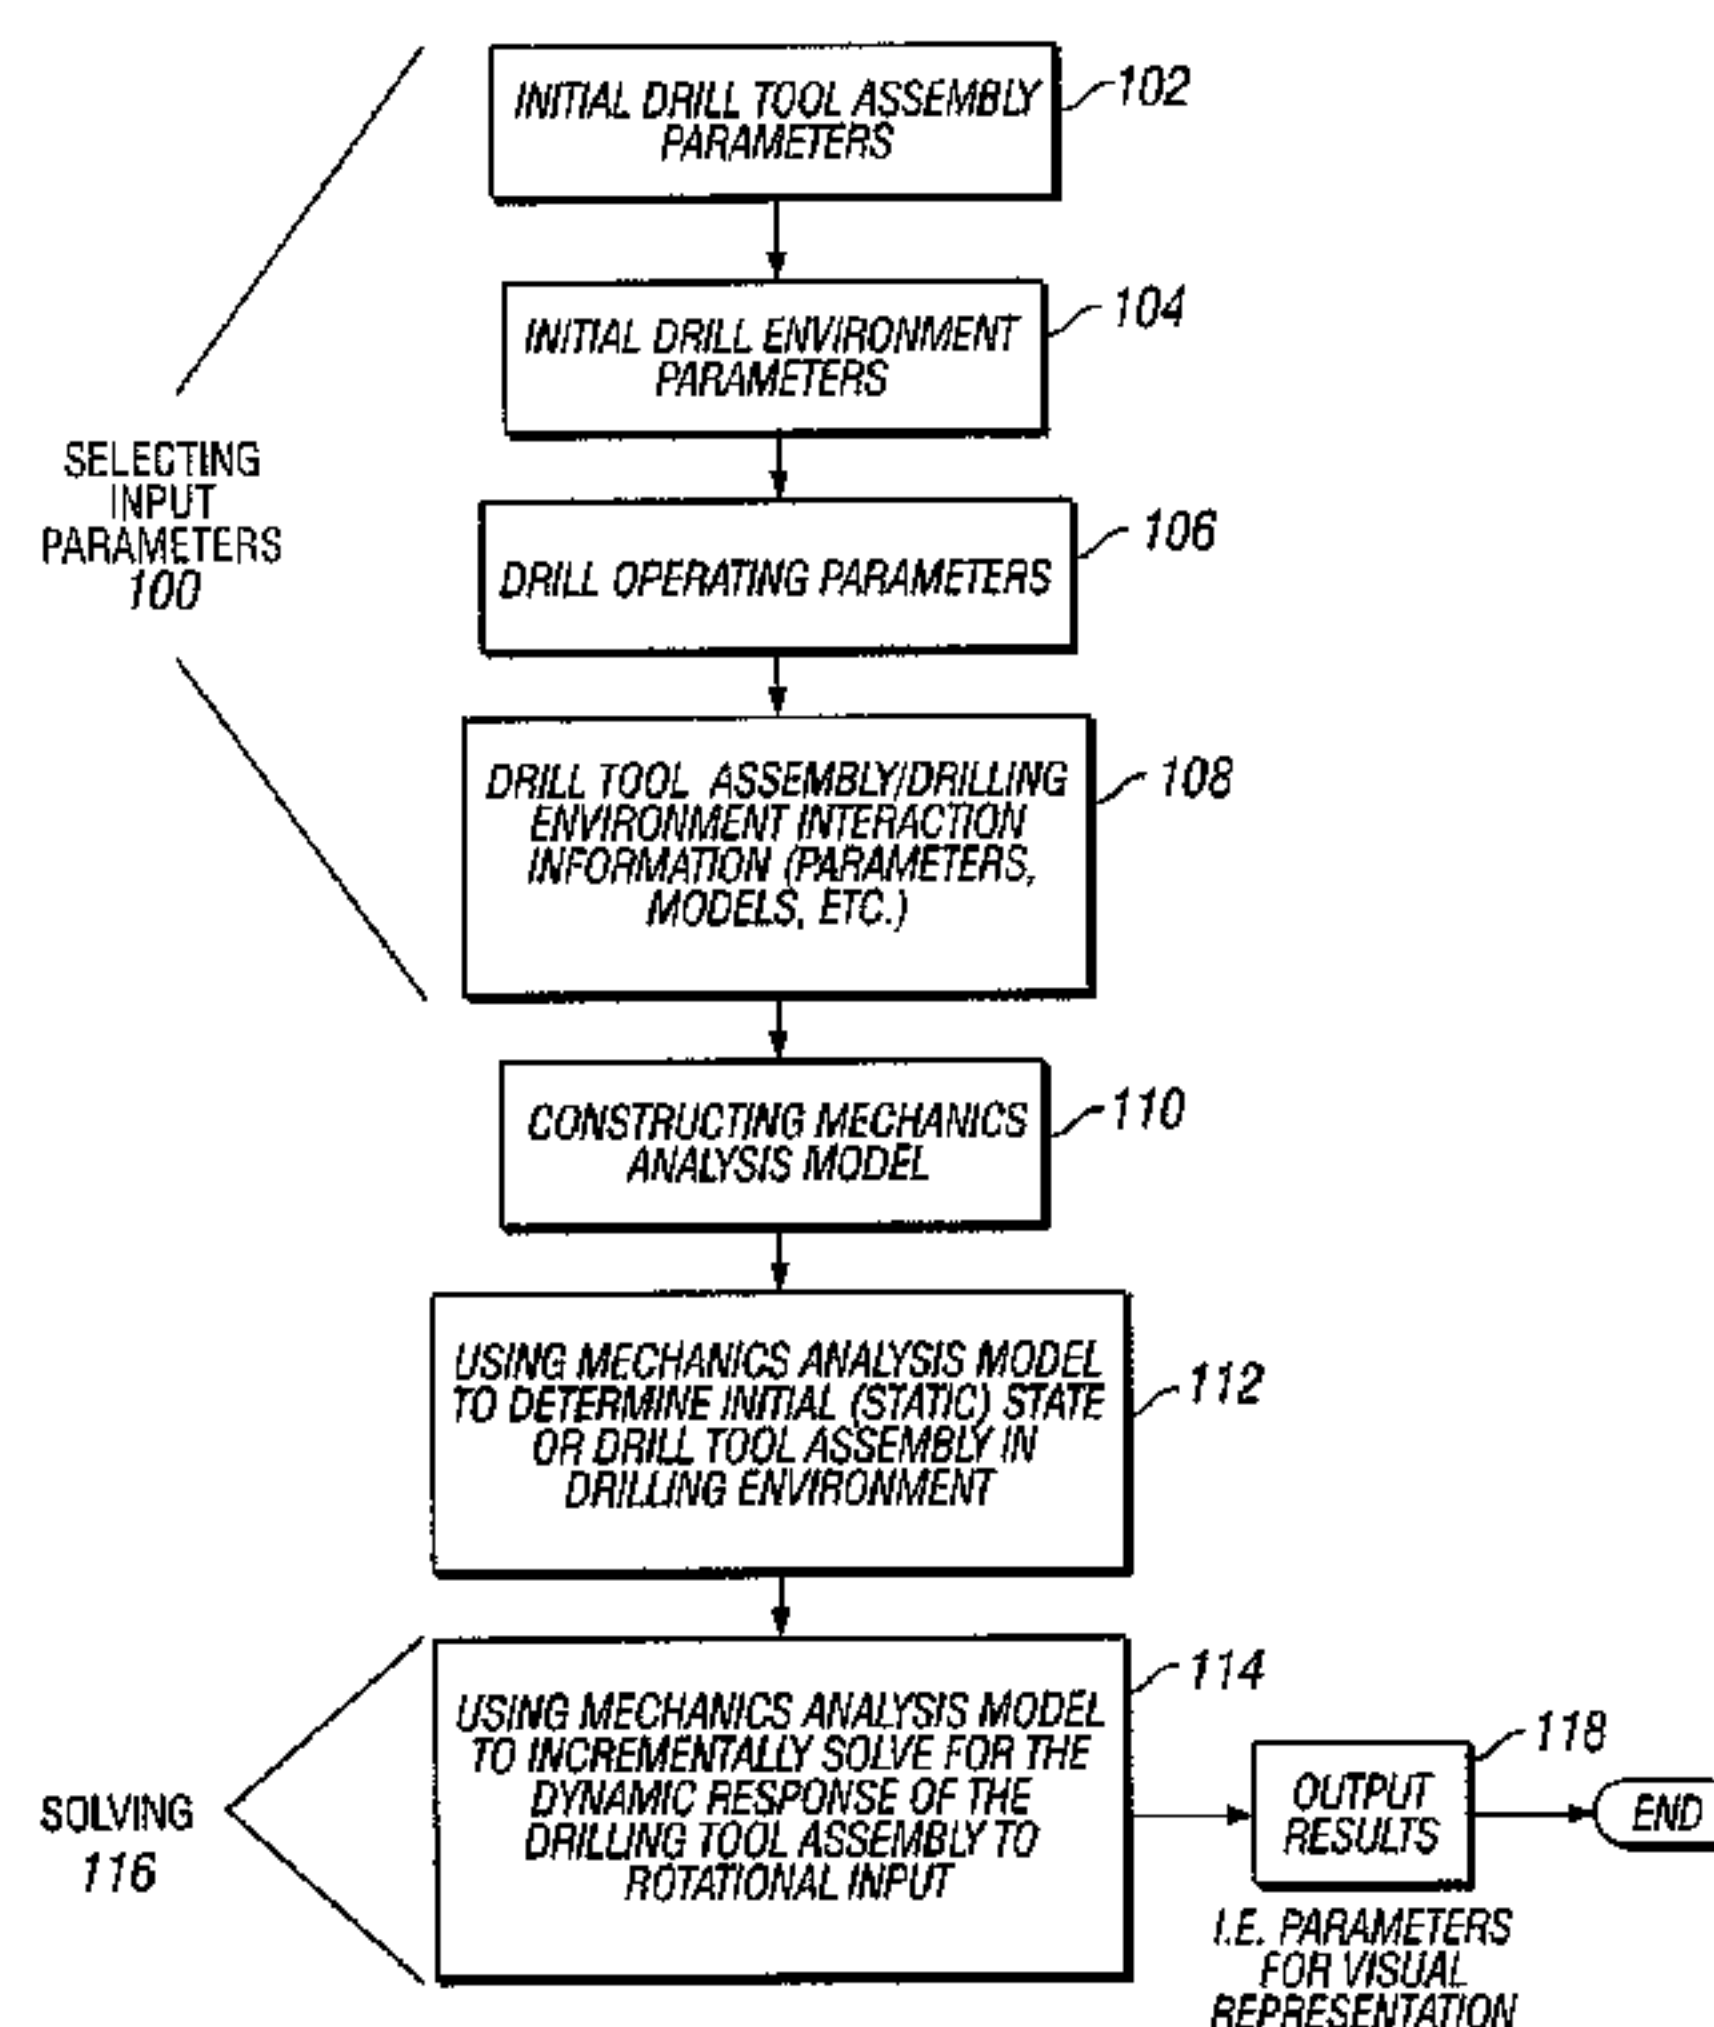 INITIAL DRILL TOOL ASSEMBLY
PARAMETERS
102
INITIAL DRILL ENVIRONMENT
PARAMETERS
104
SELECTING
INPUT
PARAMETERS
100
DRILL OPERATING PARAMETERS
106
DRILL TOOL ASSEMBLY/DRILLING
ENVIRONMENT INTERACTION
INFORMATION (PARAMETERS,
MODELS, ETC.)
108
CONSTRUCTING MECHANICS
ANALYSIS MODEL
110
USING MECHANICS ANALYSIS MODEL
TO DETERMINE INITIAL (STATIC) STATE
OR DRILL TOOL ASSEMBLY IN
DRILLING ENVIRONMENT
112
SOLVING
116
USING MECHANICS ANALYSIS MODEL
TO INCREMENTALLY SOLVE FOR THE
DYNAMIC RESPONSE OF THE
DRILLING TOOL ASSEMBLY TO
ROTATIONAL INPUT
114
OUTPUT
RESULTS
118
END
I.E. PARAMETERS
FOR VISUAL
REPRESENTATION